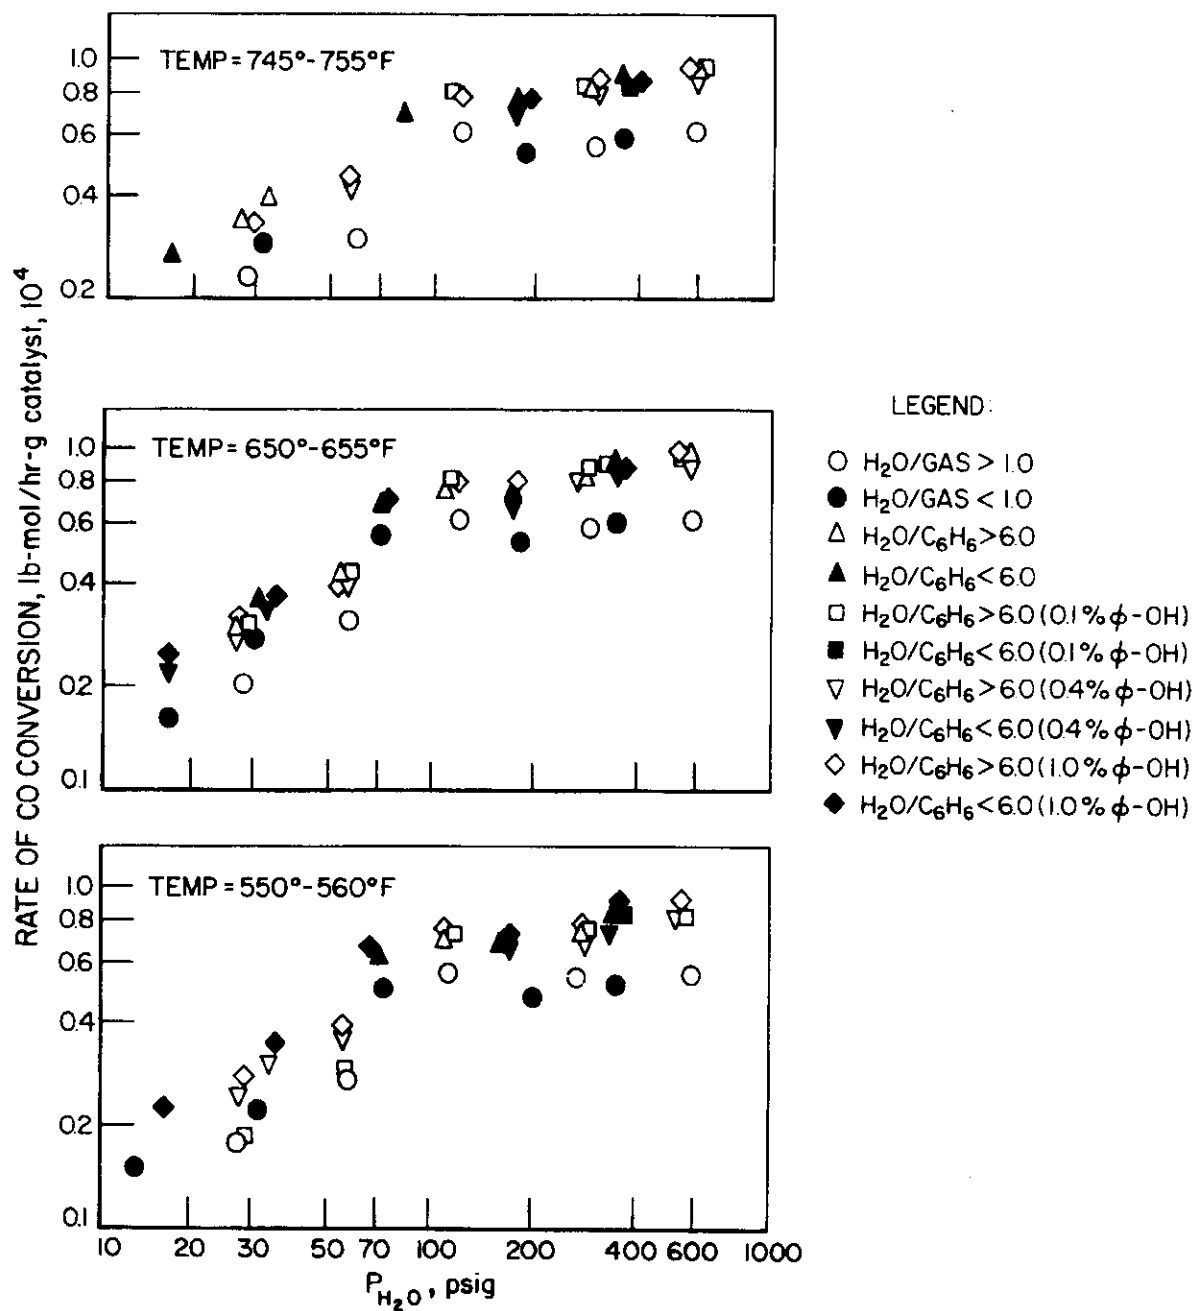 TEMP = 745°-755°F
1.0
0.8
0.6
0.4
0.2
RATE OF CO CONVERSION, lb-mol/hr-g catalyst, 10⁴
TEMP = 650°-655°F
1.0
0.8
0.6
0.4
0.2
0.1
LEGEND:
H₂O/GAS > 1.0
H₂O/GAS < 1.0
H₂O/C₆H₆ > 6.0
H₂O/C₆H₆ < 6.0
H₂O/C₆H₆ > 6.0 (0.1% ϕ-OH)
H₂O/C₆H₆ < 6.0 (0.1% ϕ-OH)
H₂O/C₆H₆ > 6.0 (0.4% ϕ-OH)
H₂O/C₆H₆ < 6.0 (0.4% ϕ-OH)
H₂O/C₆H₆ > 6.0 (1.0% ϕ-OH)
H₂O/C₆H₆ < 6.0 (1.0% ϕ-OH)
TEMP = 550°-560°F
1.0
0.8
0.6
0.4
0.2
0.1
10 20 30 50 70 100 200 400 600 1000
P_H₂O, psig